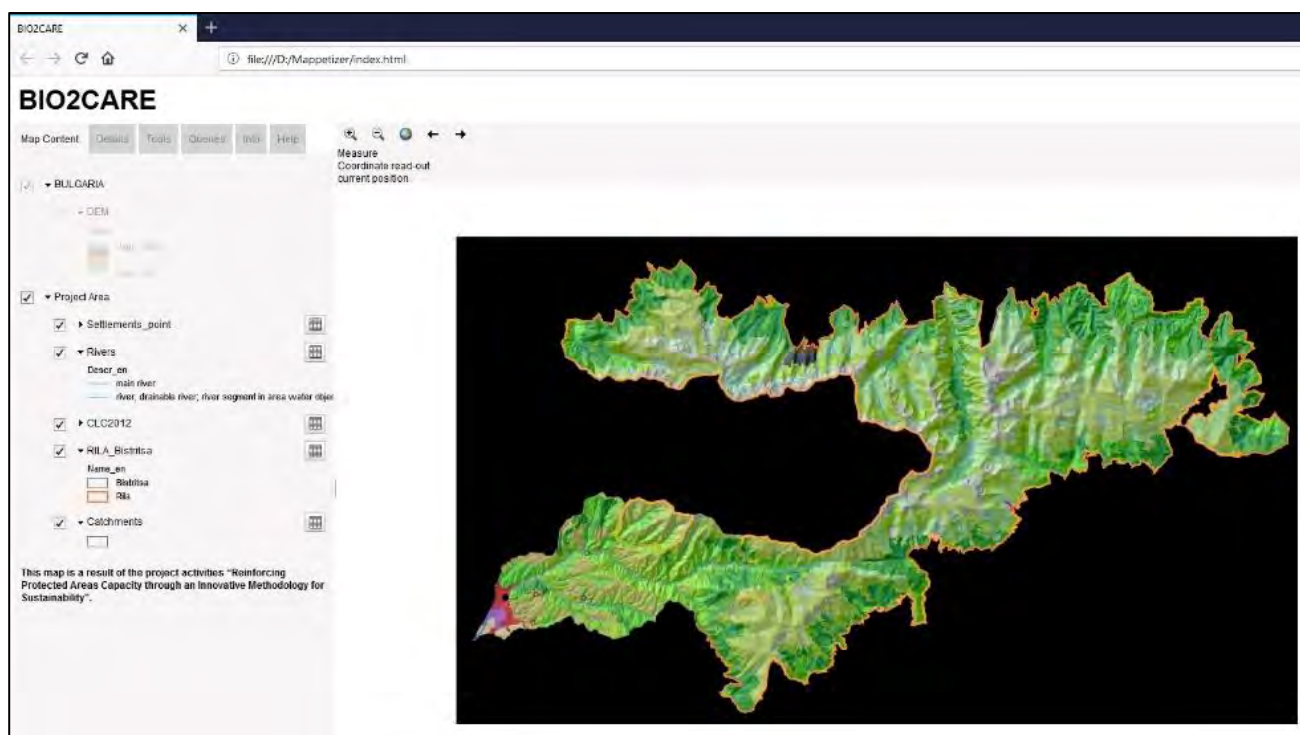 BIO2CARE
file:///D:/Mappetizer/index.html
BIO2CARE
Map Content Details Tools Queries Info Help
Measure
Coordinate read-out
current position
BULGARIA
DEM
Project Area
Settlements_point
Rivers
Descr_en
main river
river, drainable river; river segment in area water obje
CLC2012
RILA_Bistritsa
Name_en
Bistritsa
Rila
Catchments
This map is a result of the project activities "Reinforcing
Protected Areas Capacity through an Innovative Methodology for
Sustainability".